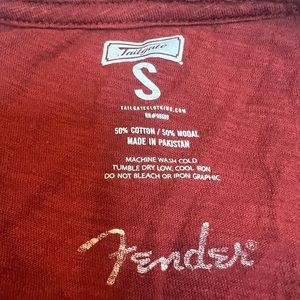 Tailgate
S
TAILGATECLOTHING.COM
50% COTTON / 50% MODAL
MADE IN PAKISTAN
MACHINE WASH COLD
TUMBLE DRY LOW, COOL IRON
DO NOT BLEACH OR IRON GRAPHIC
Fender®